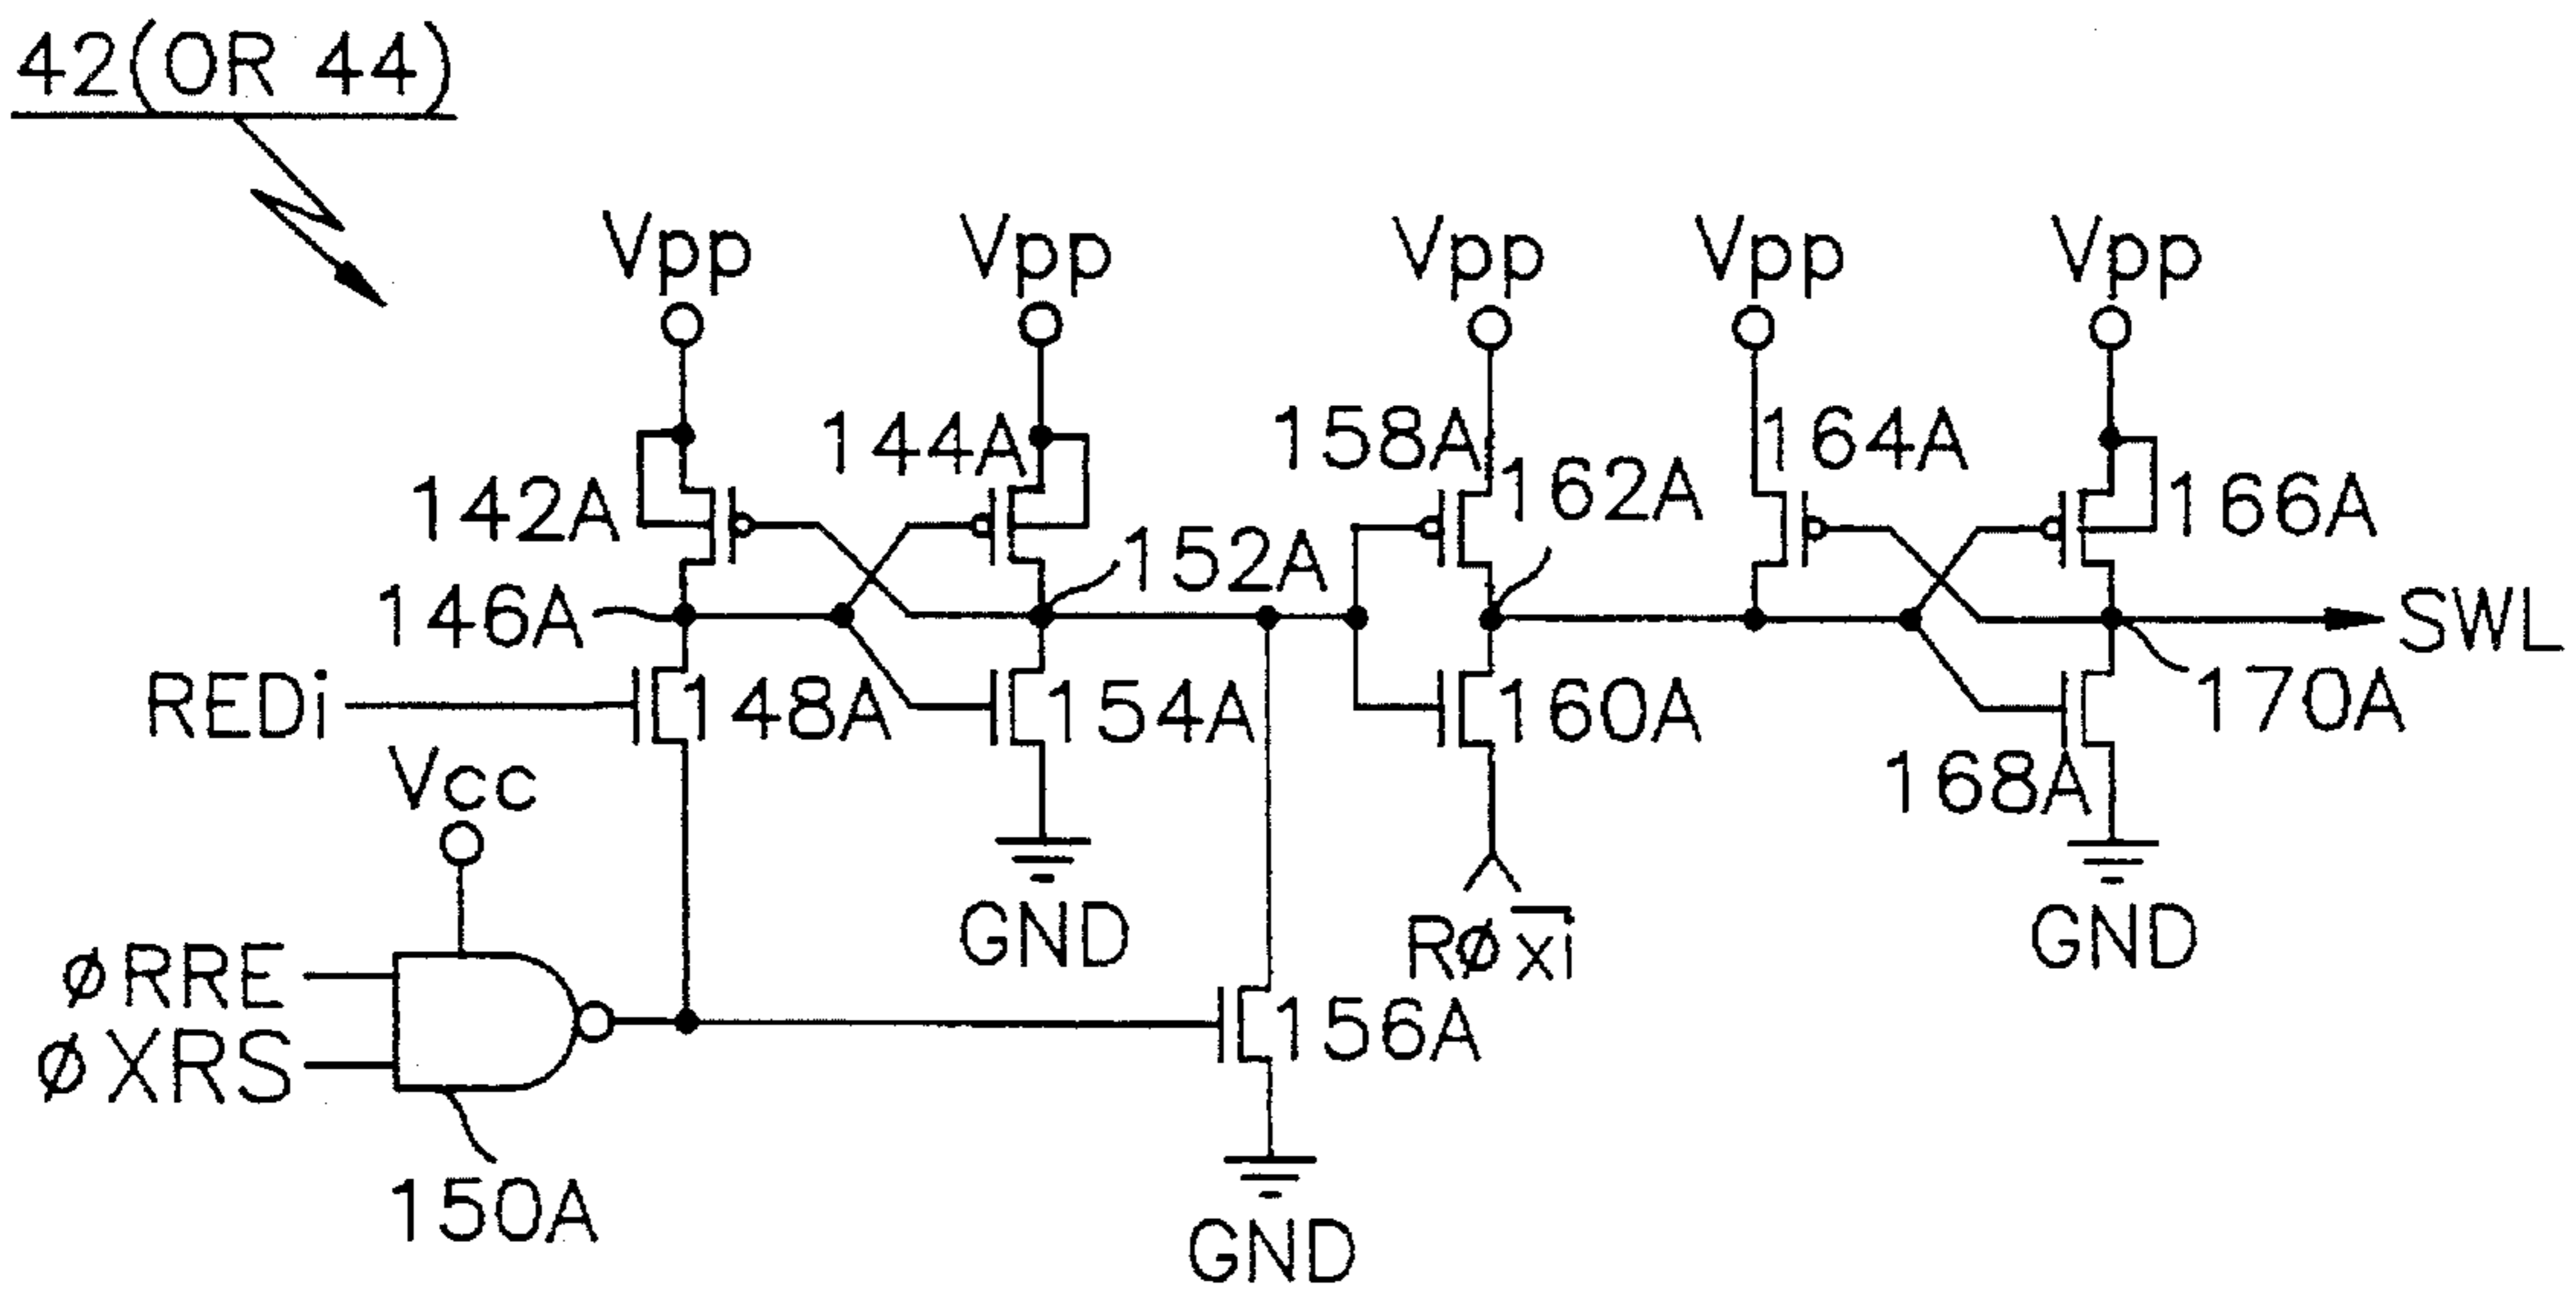 42(OR 44)
Vpp Vpp Vpp Vpp Vpp
144A 158A 164A
142A 162A 166A
152A
146A SWL
REDi 148A 154A 160A 170A
Vcc 168A
GND Røx̅i̅ GND
øRRE
øXRS 156A
150A
GND